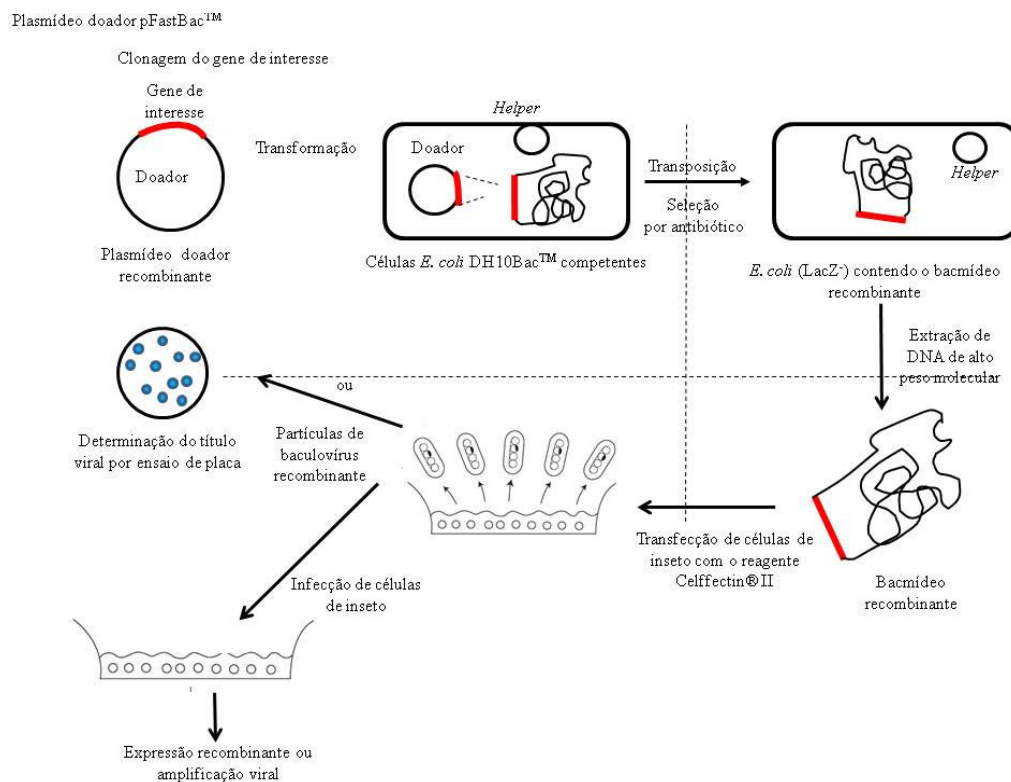 Plasmídeo doador pFastBac™
Clonagem do gene de interesse
Gene de
interesse
Doador
Plasmídeo doador
recombinante
Transformação
Helper
Doador
Células E. coli DH10Bac™ competentes
Transposição
Seleção
por antibiótico
Helper
E. coli (LacZ-) contendo o bacmídeo
recombinante
Extração de
DNA de alto
peso molecular
Bacmídeo
recombinante
Transfecção de células de
inseto com o reagente
Celffectin® II
ou
Partículas de
baculovírus
recombinante
Determinação do título
viral por ensaio de placa
Infecção de células
de inseto
Expressão recombinante ou
amplificação viral